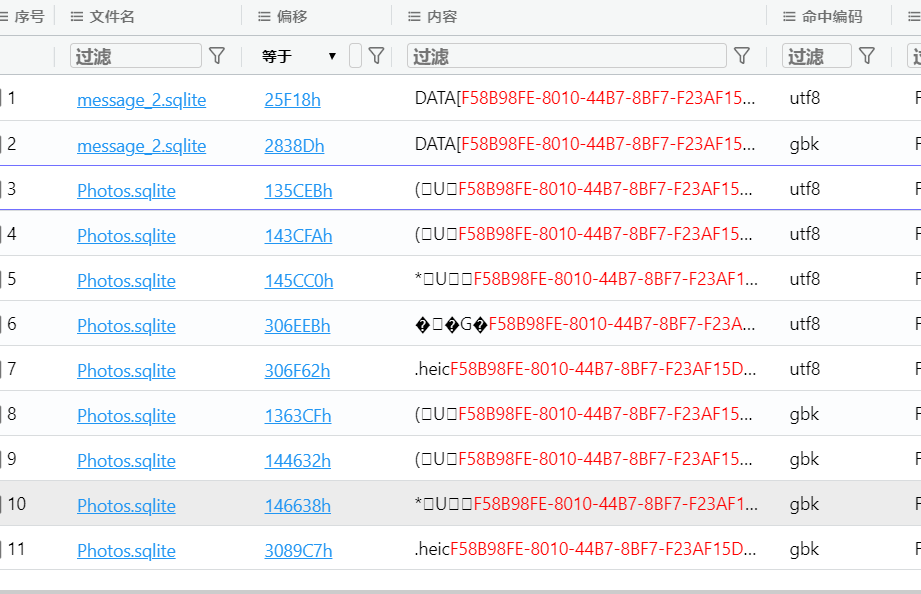 序号 文件名 偏移 内容 命中编码
过滤 等于 过滤 过滤
1 message_2.sqlite 25F18h DATA[F58B98FE-8010-44B7-8BF7-F23AF15... utf8 F
2 message_2.sqlite 2838Dh DATA[F58B98FE-8010-44B7-8BF7-F23AF15... gbk F
3 Photos.sqlite 135CEBh (□U□F58B98FE-8010-44B7-8BF7-F23AF15... utf8 F
4 Photos.sqlite 143CFAh (□U□F58B98FE-8010-44B7-8BF7-F23AF15... utf8 F
5 Photos.sqlite 145CC0h *□U□□F58B98FE-8010-44B7-8BF7-F23AF1... utf8 F
6 Photos.sqlite 306EEBh �□�G�F58B98FE-8010-44B7-8BF7-F23A... utf8 F
7 Photos.sqlite 306F62h .heicF58B98FE-8010-44B7-8BF7-F23AF15D... utf8 F
8 Photos.sqlite 1363CFh (□U□F58B98FE-8010-44B7-8BF7-F23AF15... gbk F
9 Photos.sqlite 144632h (□U□F58B98FE-8010-44B7-8BF7-F23AF15... gbk F
10 Photos.sqlite 146638h *□U□□F58B98FE-8010-44B7-8BF7-F23AF1... gbk F
11 Photos.sqlite 3089C7h .heicF58B98FE-8010-44B7-8BF7-F23AF15D... gbk F